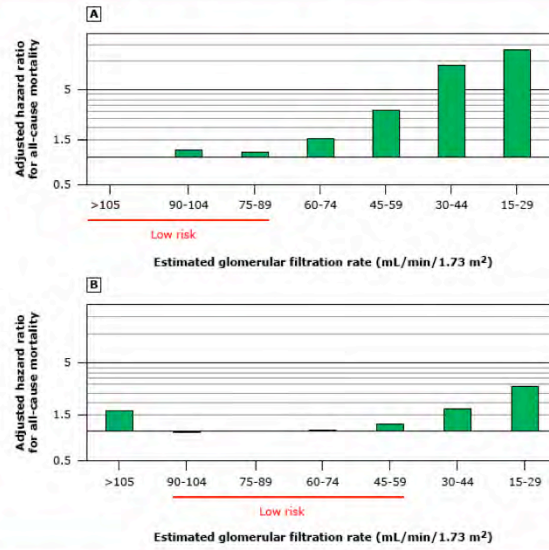 A
Adjusted hazard ratio
for all-cause mortality
5
1.5
0.5
>105 90-104 75-89 60-74 45-59 30-44 15-29
Low risk
Estimated glomerular filtration rate (mL/min/1.73 m²)
B
Adjusted hazard ratio
for all-cause mortality
5
1.5
0.5
>105 90-104 75-89 60-74 45-59 30-44 15-29
Low risk
Estimated glomerular filtration rate (mL/min/1.73 m²)